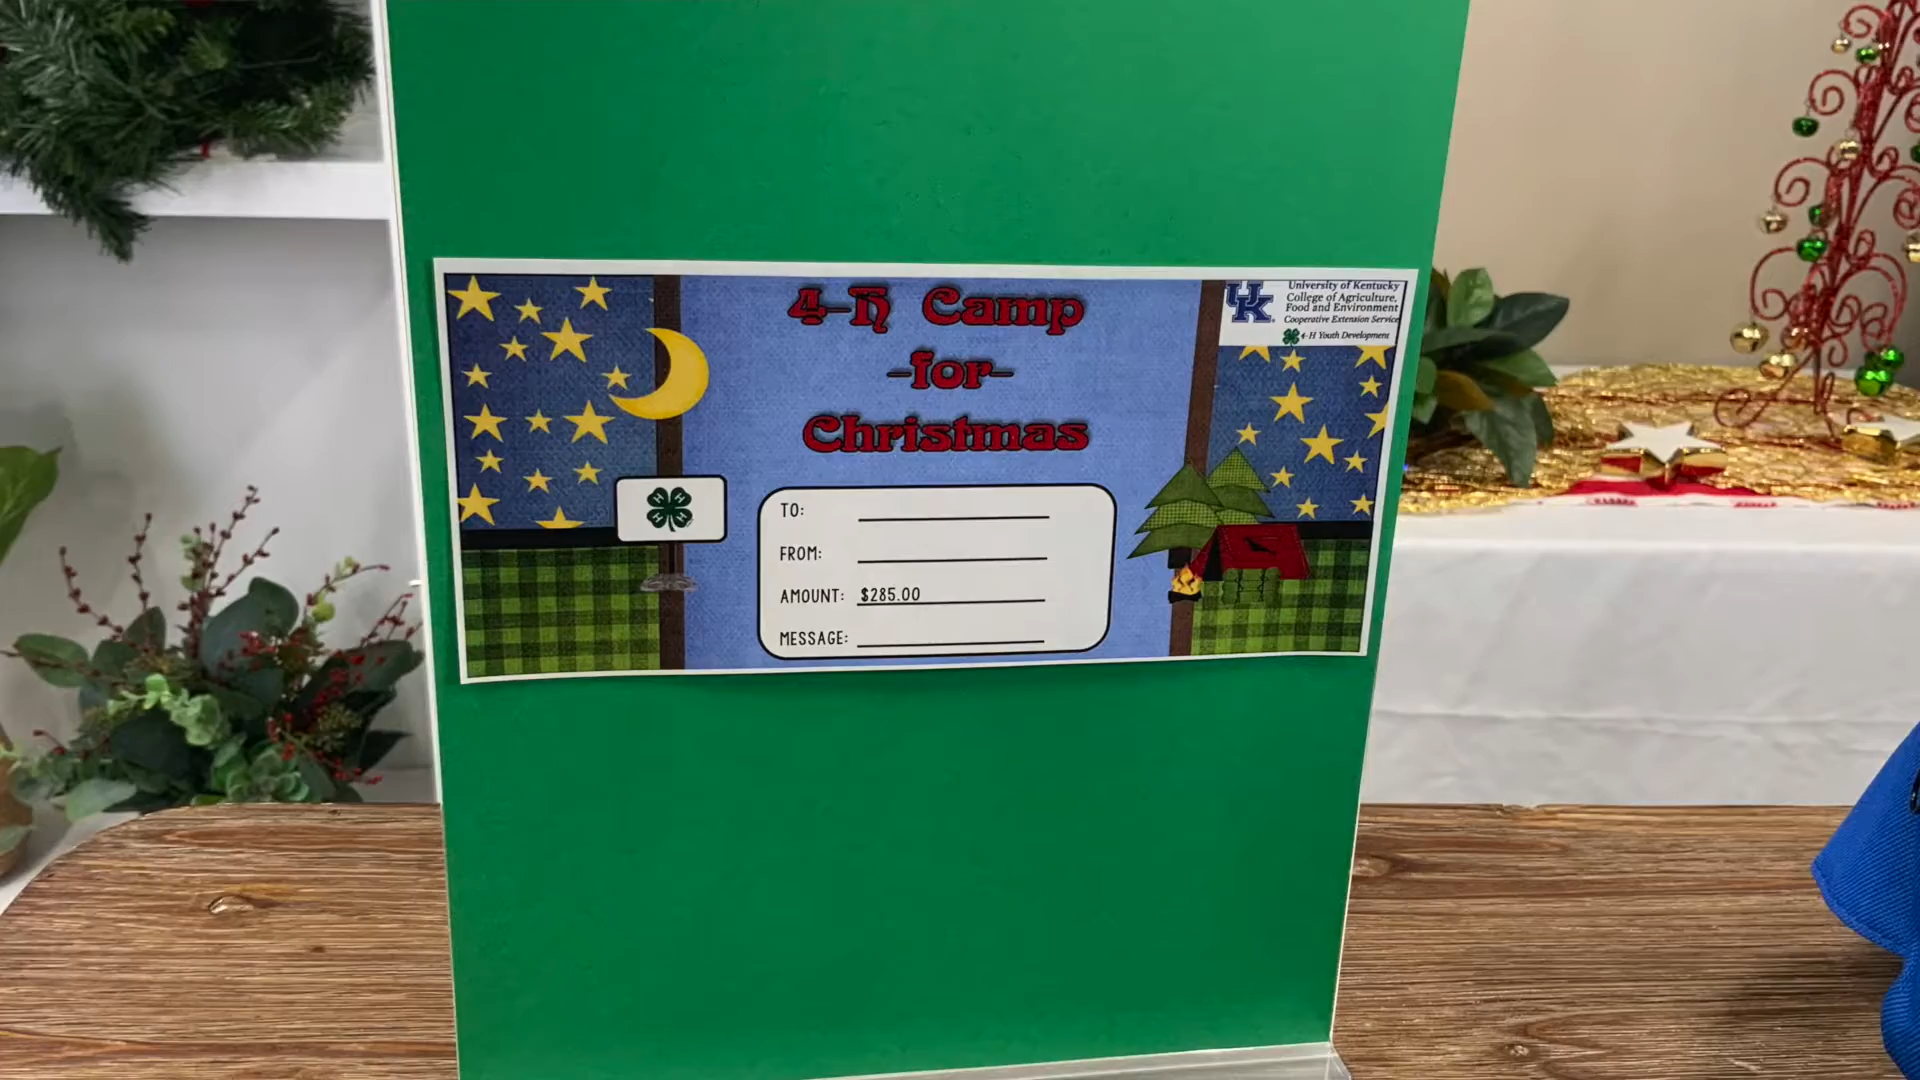 4-H Camp
-for-
Christmas
UK
University of Kentucky
College of Agriculture,
Food and Environment
Cooperative Extension Service
4-H Youth Development
H H
H H
TO:
FROM:
AMOUNT: $285.00
MESSAGE: